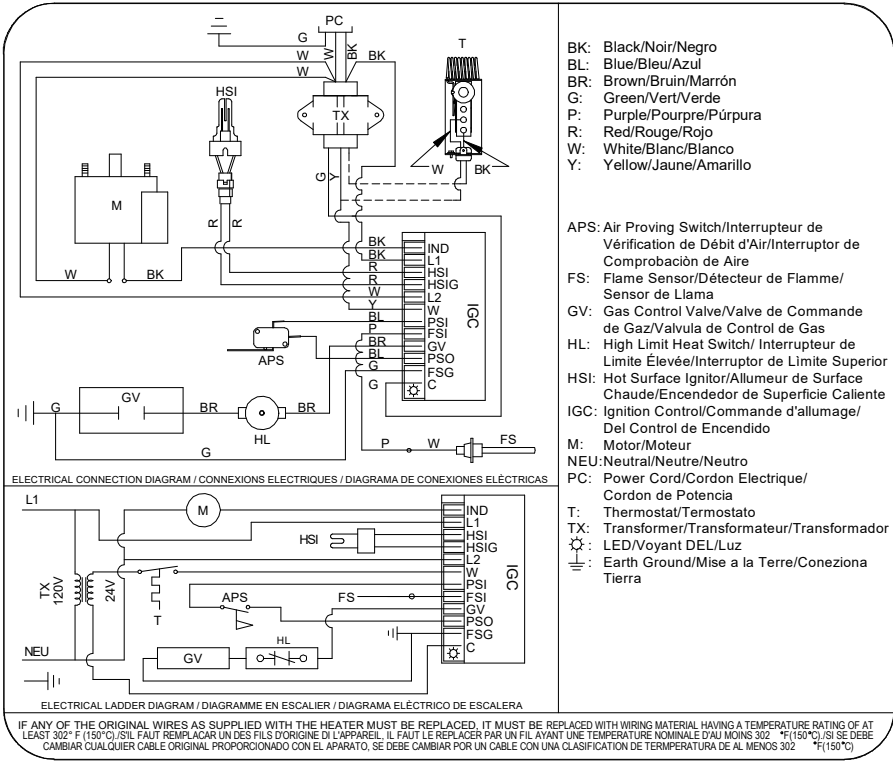 PC
G
W
W
W
BK
BK
T
HSI
TX
M
G
Y
W
BK
R
R
W
BK
BK
BK
R
R
W
Y
BL
P
BR
BL
G
G
IND
L1
HSI
HSIG
L2
W
PSI
FSI
GV
PSO
FSG
C
IGC
APS
GV
G
BR
BR
HL
G
P
W
FS
ELECTRICAL CONNECTION DIAGRAM / CONNEXIONS ELECTRIQUES / DIAGRAMA DE CONEXIONES ELÈCTRICAS
L1
M
HSI
TX
120V
24V
T
APS
FS
GV
HL
NEU
IND
L1
HSI
HSIG
L2
W
PSI
FSI
GV
PSO
FSG
C
IGC
ELECTRICAL LADDER DIAGRAM / DIAGRAMME EN ESCALIER / DIAGRAMA ELÈCTRICO DE ESCALERA
BK: Black/Noir/Negro
BL: Blue/Bleu/Azul
BR: Brown/Bruin/Marrón
G: Green/Vert/Verde
P: Purple/Pourpre/Púrpura
R: Red/Rouge/Rojo
W: White/Blanc/Blanco
Y: Yellow/Jaune/Amarillo
APS: Air Proving Switch/Interrupteur de
Vérification de Débit d'Air/Interruptor de
Comprobaciòn de Aire
FS: Flame Sensor/Détecteur de Flamme/
Sensor de Llama
GV: Gas Control Valve/Valve de Commande
de Gaz/Valvula de Control de Gas
HL: High Limit Heat Switch/ Interrupteur de
Limite Élevée/Interruptor de Lìmite Superior
HSI: Hot Surface Ignitor/Allumeur de Surface
Chaude/Encendedor de Superficie Caliente
IGC: Ignition Control/Commande d'allumage/
Del Control de Encendido
M: Motor/Moteur
NEU: Neutral/Neutre/Neutro
PC: Power Cord/Cordon Electrique/
Cordon de Potencia
T: Thermostat/Termostato
TX: Transformer/Transformateur/Transformador
: LED/Voyant DEL/Luz
: Earth Ground/Mise a la Terre/Coneziona
Tierra
IF ANY OF THE ORIGINAL WIRES AS SUPPLIED WITH THE HEATER MUST BE REPLACED, IT MUST BE REPLACED WITH WIRING MATERIAL HAVING A TEMPERATURE RATING OF AT
LEAST 302° F (150°C)./S'IL FAUT REMPLACAR UN DES FILS D'ORIGINE DI L'APPAREIL, IL FAUT LE REPLACER PAR UN FIL AYANT UNE TEMPERATURE NOMINALE D'AU MOINS 302 °F(150°C)./SI SE DEBE
CAMBIAR CUALQUIER CABLE ORIGINAL PROPORCIONADO CON EL APARATO, SE DEBE CAMBIAR POR UN CABLE CON UNA CLASIFICATION DE TERMPERATURA DE AL MENOS 302 °F(150°C)